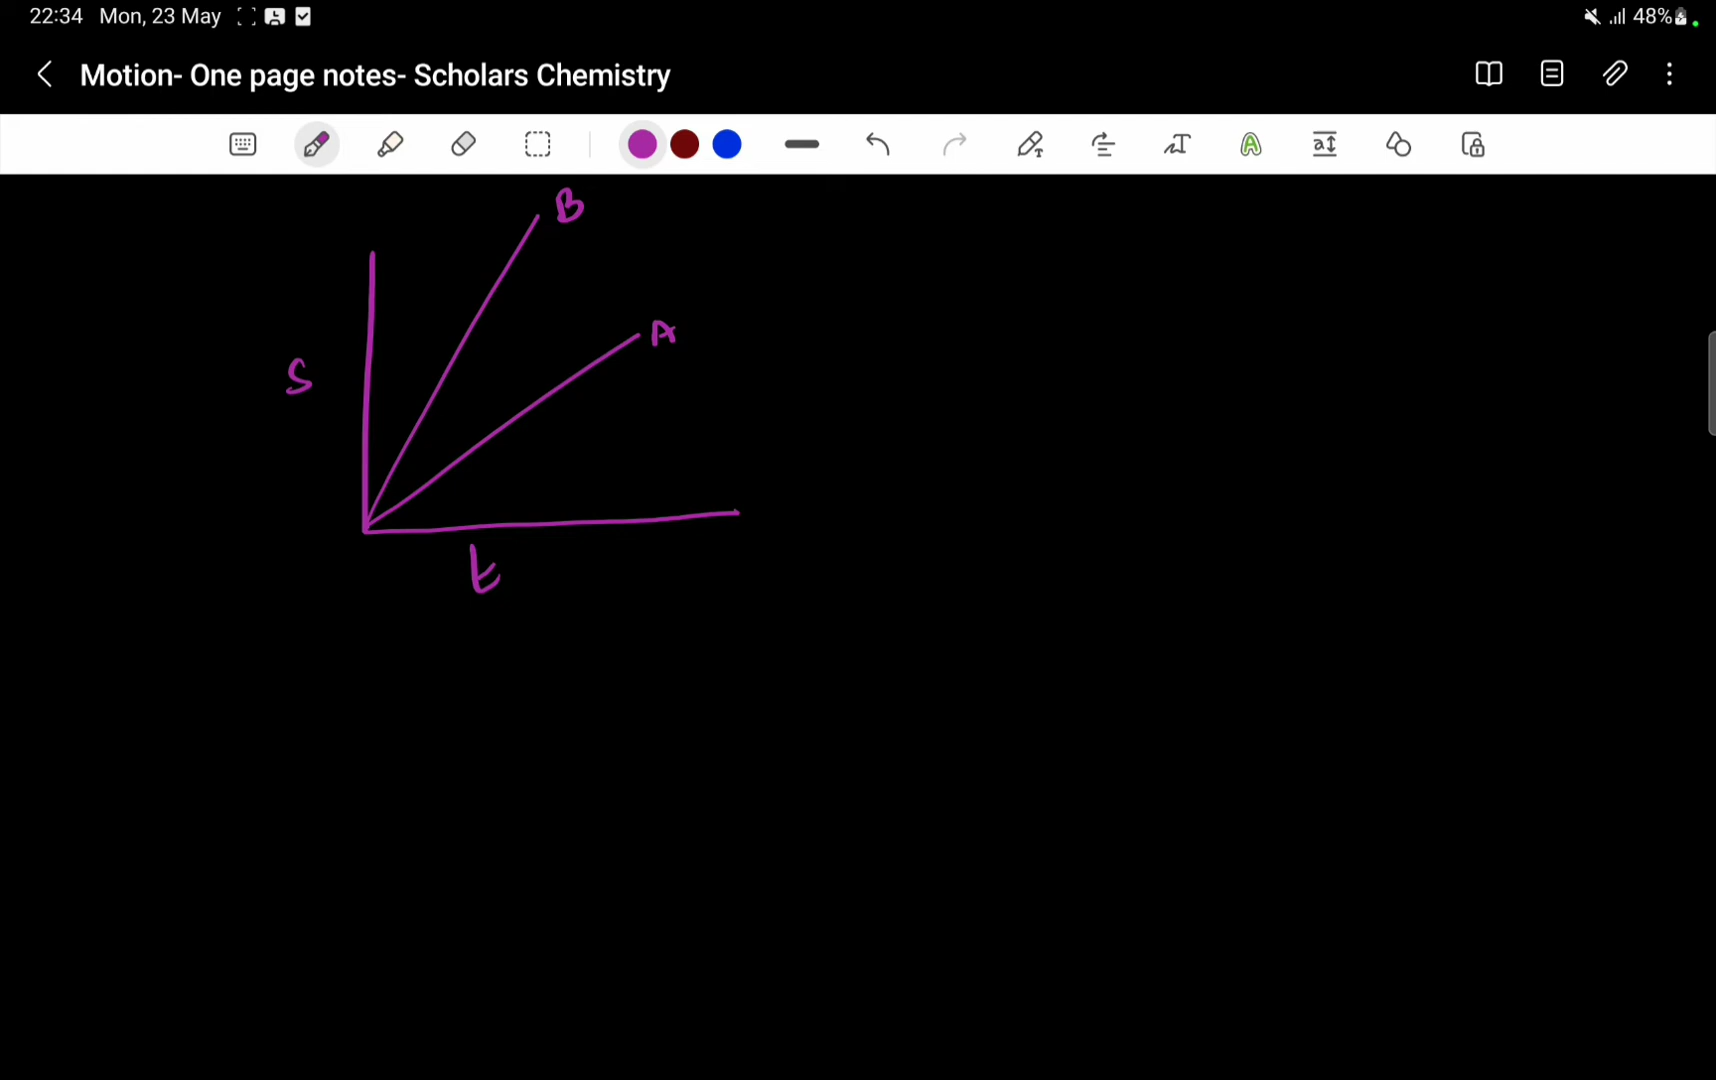 22:34 Mon, 23 May 48%
Motion- One page notes- Scholars Chemistry
B
A
S
t